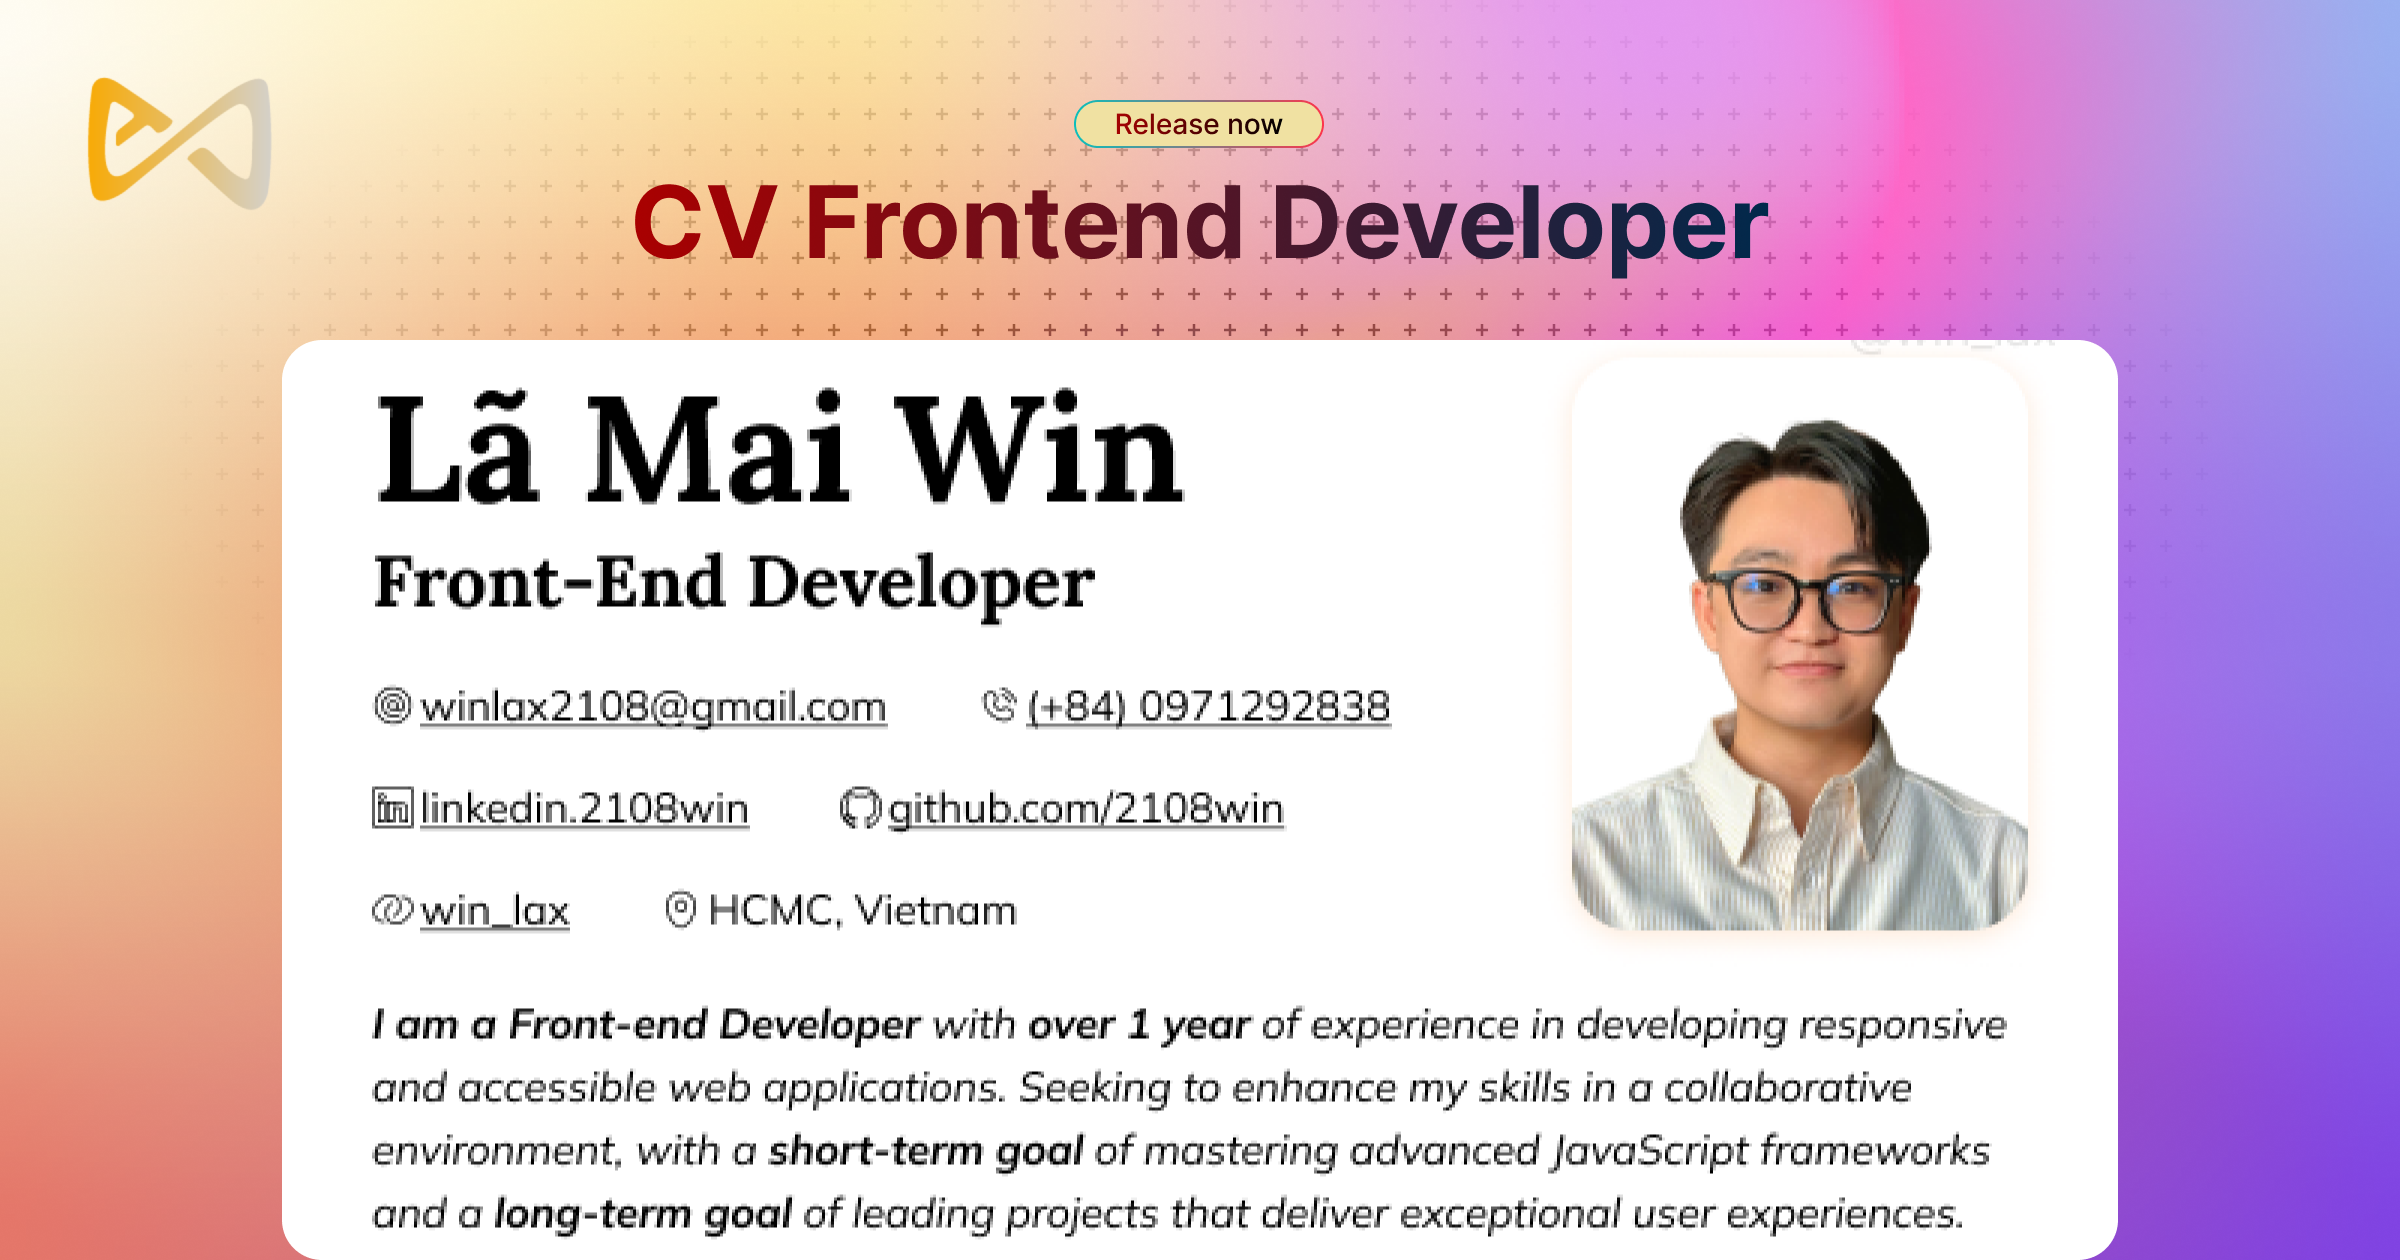 Release now
CV Frontend Developer
@win_lax
Lã Mai Win
Front-End Developer
winlax2108@gmail.com (+84) 0971292838
linkedin.2108win github.com/2108win
win_lax HCMC, Vietnam
I am a Front-end Developer with over 1 year of experience in developing responsive
and accessible web applications. Seeking to enhance my skills in a collaborative
environment, with a short-term goal of mastering advanced JavaScript frameworks
and a long-term goal of leading projects that deliver exceptional user experiences.